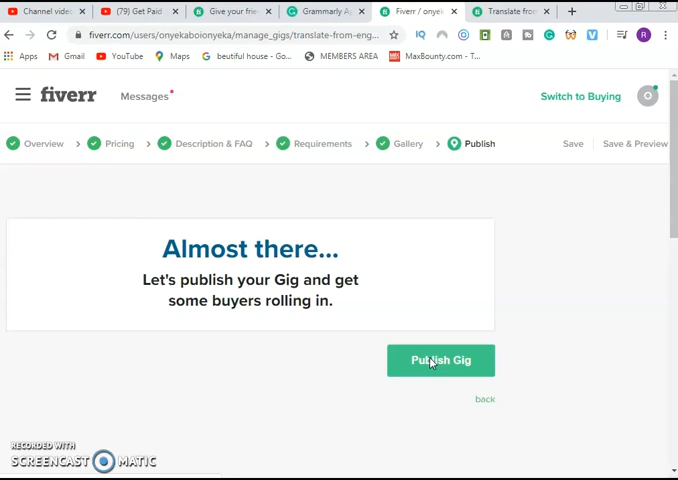 Channel vide
(79) Get Paid
Give your frie
Grammarly A
Fiverr / onyek
Translate fro
fiverr.com/users/onyekaboionyeka/manage_gigs/translate-from-eng...
Apps
Gmail
YouTube
Maps
beutiful house - Go...
MEMBERS AREA
MaxBounty.com - T...
fiverr
Messages
Switch to Buying
Overview
Pricing
Description & FAQ
Requirements
Gallery
Publish
Save
Save & Preview
Almost there...
Let's publish your Gig and get
some buyers rolling in.
Publish Gig
back
RECORDED WITH
SCREENCAST MATIC